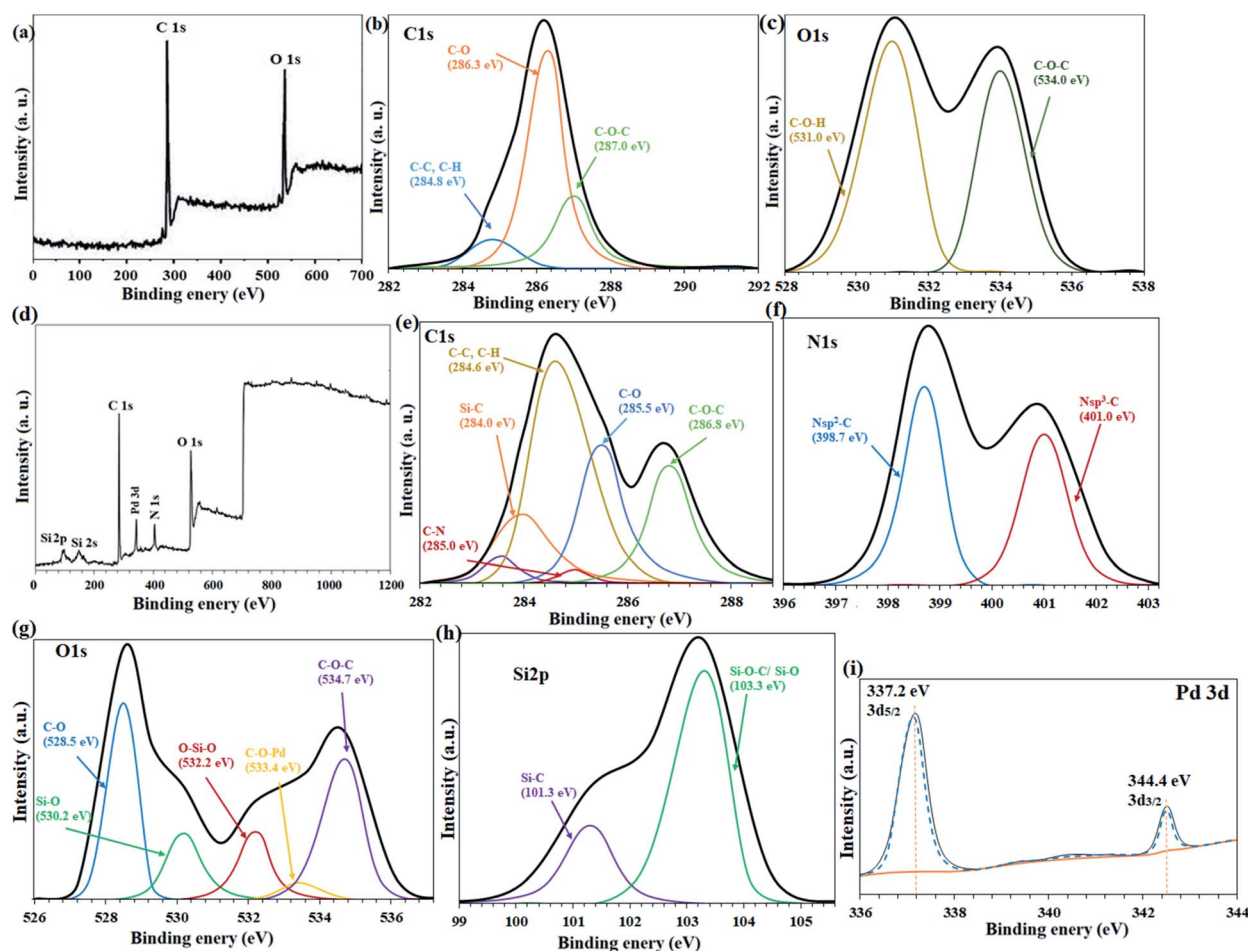 (a)
C 1s
O 1s
Intensity (a. u.)
0 100 200 300 400 500 600 700
Binding enery (eV)
(b)
C1s
C-O
(286.3 eV)
C-O-C
(287.0 eV)
C-C, C-H
(284.8 eV)
Intensity (a. u.)
282 284 286 288 290 292
Binding enery (eV)
(c)
O1s
C-O-C
(534.0 eV)
C-O-H
(531.0 eV)
Intensity (a. u.)
528 530 532 534 536 538
Binding enery (eV)
(d)
C 1s
O 1s
Pd 3d
N 1s
Si2p
Si 2s
Intensity (a. u.)
0 200 400 600 800 1000 1200
Binding enery (eV)
(e)
C1s
C-C, C-H
(284.6 eV)
Si-C
(284.0 eV)
C-O
(285.5 eV)
C-O-C
(286.8 eV)
C-N
(285.0 eV)
Intensity (a. u.)
282 284 286 288
Binding enery (eV)
(f)
N1s
Nsp²-C
(398.7 eV)
Nsp³-C
(401.0 eV)
Intensity (a. u.)
396 397 398 399 400 401 402 403
Binding enery (eV)
(g)
O1s
C-O
(528.5 eV)
C-O-C
(534.7 eV)
O-Si-O
(532.2 eV)
C-O-Pd
(533.4 eV)
Si-O
(530.2 eV)
Intensity (a. u.)
526 528 530 532 534 536
Binding enery (eV)
(h)
Si2p
Si-O-C/ Si-O
(103.3 eV)
Si-C
(101.3 eV)
Intensity (a.u.)
99 100 101 102 103 104 105
Binding enery (eV)
(i)
337.2 eV
3d5/2
Pd 3d
344.4 eV
3d3/2
Intensity (a.u.)
336 338 340 342 344
Binding enery (eV)